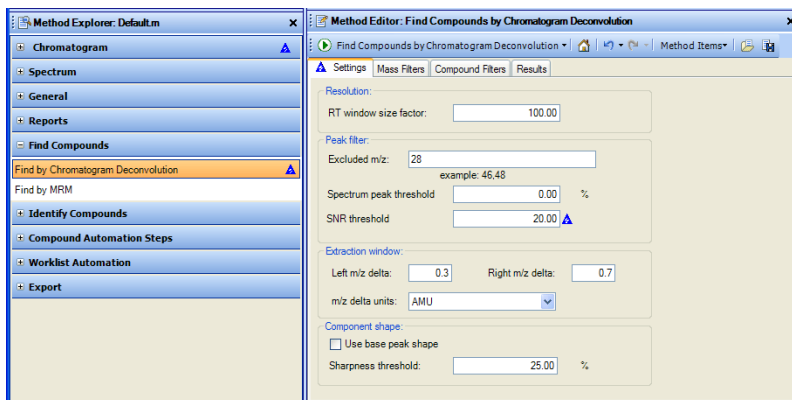 Method Explorer: Default.m
Chromatogram
Spectrum
General
Reports
Find Compounds
Find by Chromatogram Deconvolution
Find by MRM
Identify Compounds
Compound Automation Steps
Worklist Automation
Export
Method Editor: Find Compounds by Chromatogram Deconvolution
Find Compounds by Chromatogram Deconvolution Method Items
Settings Mass Filters Compound Filters Results
Resolution:
RT window size factor: 100.00
Peak filter:
Excluded m/z: 28
example: 46,48
Spectrum peak threshold 0.00 %
SNR threshold 20.00
Extraction window:
Left m/z delta: 0.3 Right m/z delta: 0.7
m/z delta units: AMU
Component shape:
Use base peak shape
Sharpness threshold: 25.00 %